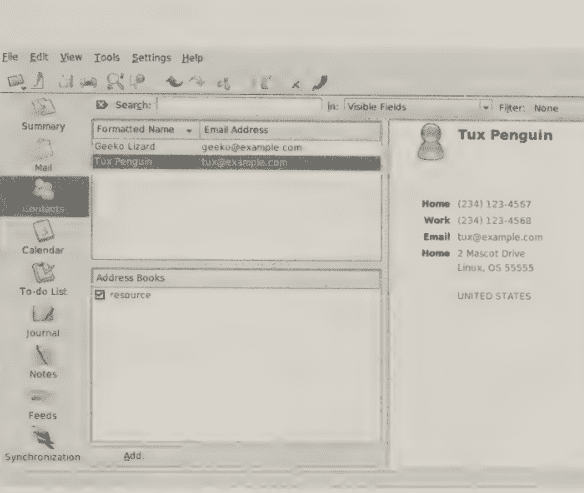 File Edit View Tools Settings Help
Search: In: Visible Fields Filter: None
Summary
Mail
Contacts
Calendar
To-do List
Journal
Notes
Feeds
Synchronization
Formatted Name Email Address
Geeko Lizard geeko@example.com
Tux Penguin tux@example.com
Address Books
resource
Add:
Tux Penguin
Home (234) 123-4567
Work (234) 123-4568
Email tux@example.com
Home 2 Mascot Drive
Linux, OS 55555
UNITED STATES